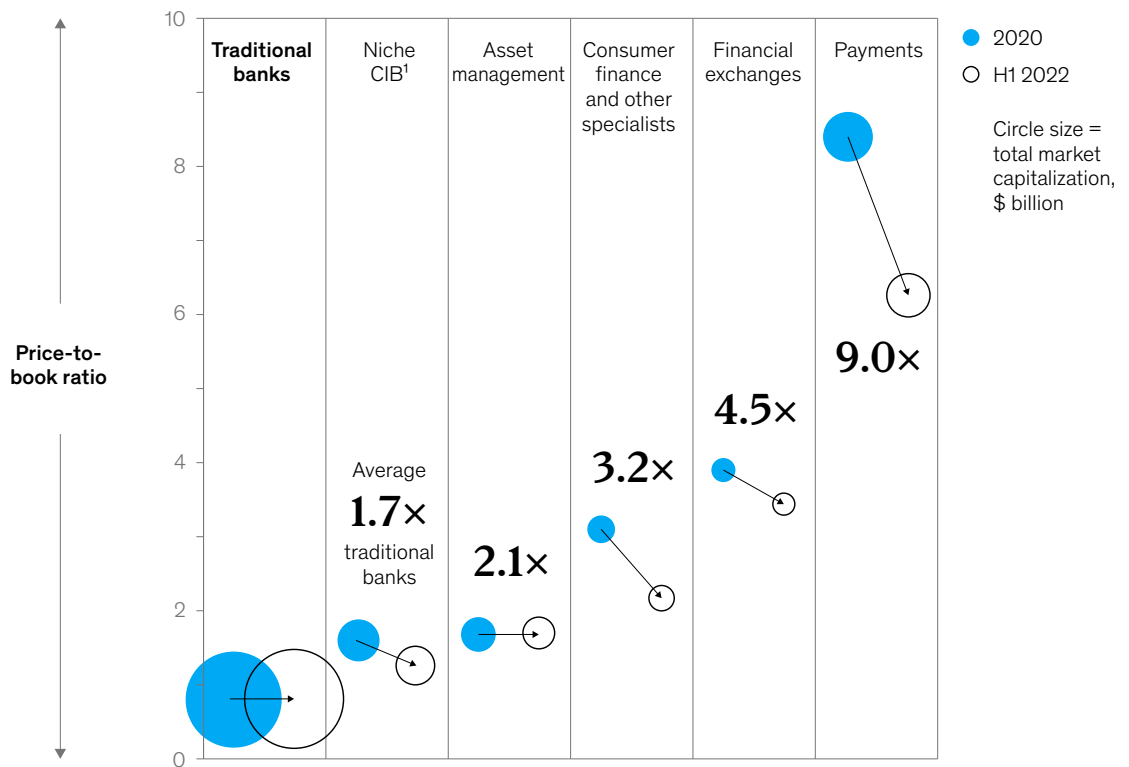 10
8
6
4
2
0
Price-to-
book ratio
Traditional
banks
Niche
CIB¹
Asset
management
Consumer
finance
and other
specialists
Financial
exchanges
Payments
2020
H1 2022
Circle size =
total market
capitalization,
$ billion
Average
1.7×
traditional
banks
2.1×
3.2×
4.5×
9.0×